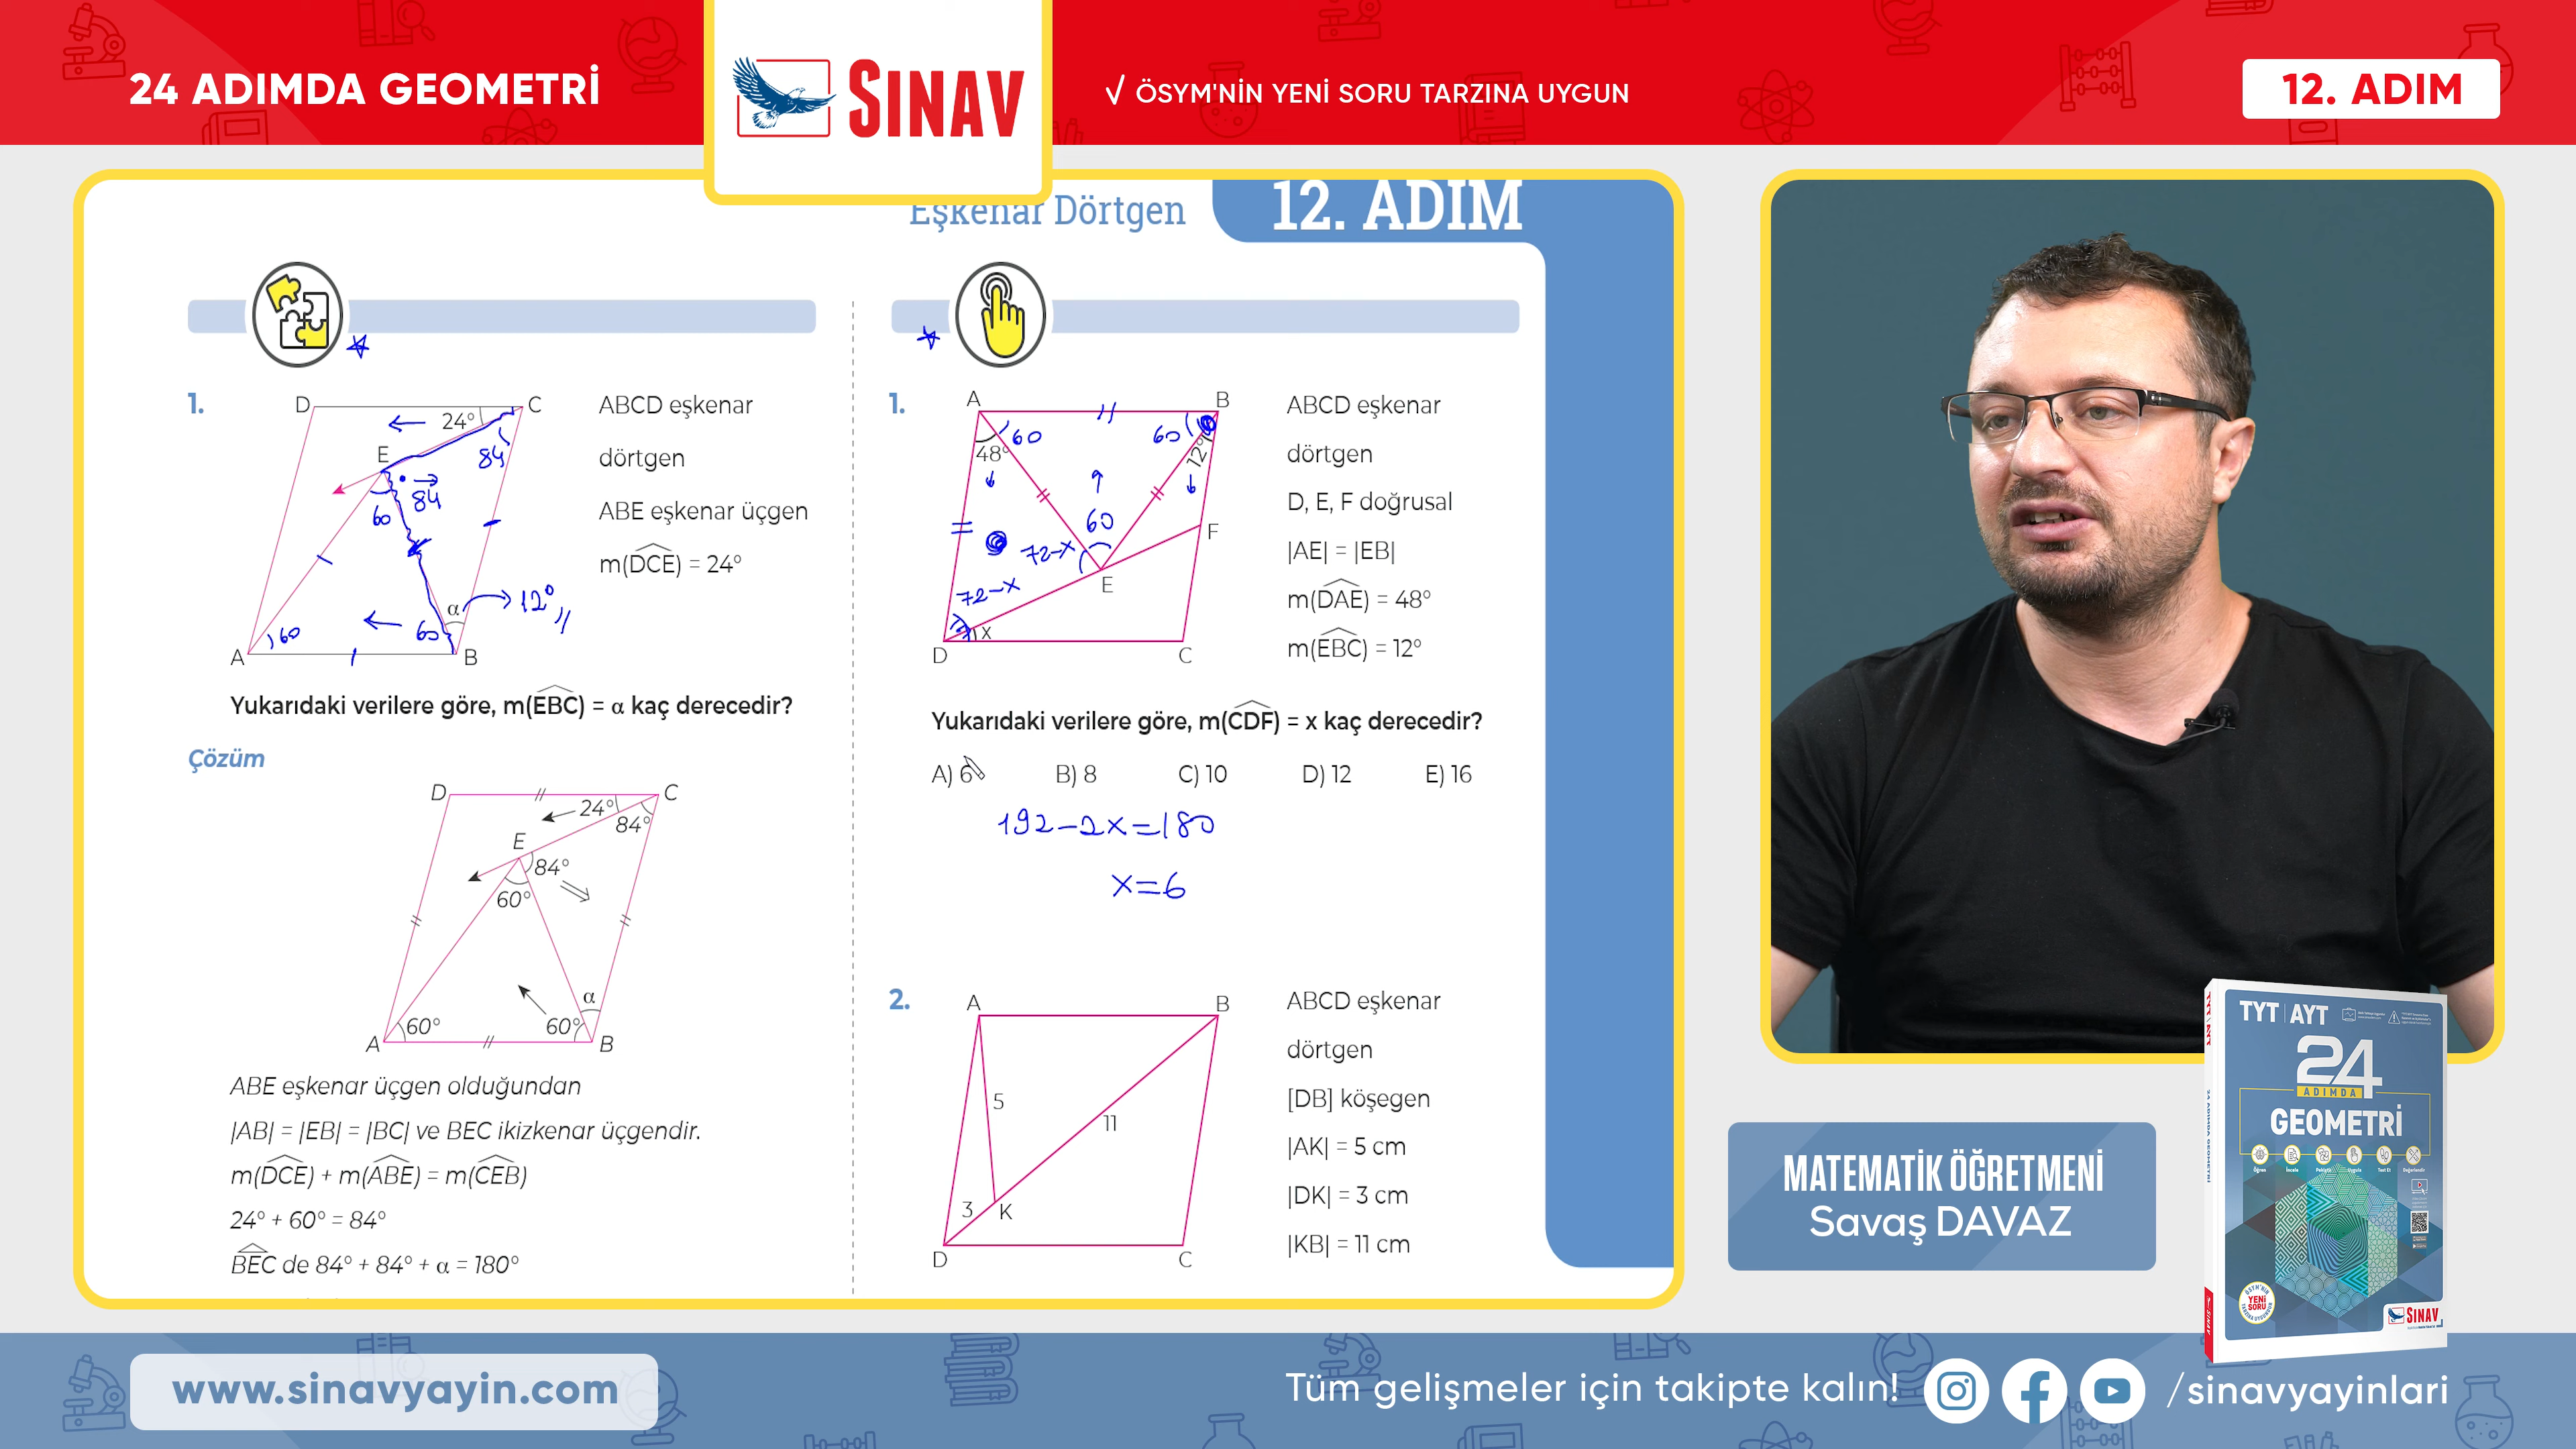 24 ADIMDA GEOMETRİ
SINAV
√ ÖSYM'NİN YENİ SORU TARZINA UYGUN
12. ADIM
Eşkenar Dörtgen
12. ADIM
1.
D
C
24°
84
E
84
60
α
12°
60
60
A
B
ABCD eşkenar
dörtgen
ABE eşkenar üçgen
m(DCE) = 24°
Yukarıdaki verilere göre, m(EBC) = α kaç derecedir?
Çözüm
D
C
24°
84°
E
84°
60°
α
60°
60°
A
B
ABE eşkenar üçgen olduğundan
|AB| = |EB| = |BC| ve BEC ikizkenar üçgendir.
m(DCE) + m(ABE) = m(CEB)
24° + 60° = 84°
BEC de 84° + 84° + α = 180°
1.
A
B
60
60
48°
12°
60
72-x
F
E
72-x
x
D
C
ABCD eşkenar
dörtgen
D, E, F doğrusal
|AE| = |EB|
m(DAE) = 48°
m(EBC) = 12°
Yukarıdaki verilere göre, m(CDF) = x kaç derecedir?
A) 6 B) 8 C) 10 D) 12 E) 16
192-2x=180
x=6
2.
A
B
5
11
3
K
D
C
ABCD eşkenar
dörtgen
[DB] köşegen
|AK| = 5 cm
|DK| = 3 cm
|KB| = 11 cm
MATEMATİK ÖĞRETMENİ
Savaş DAVAZ
TYT | AYT
24
ADIMDA
GEOMETRİ
YENİ
SORU
SINAV
www.sinavyayin.com
Tüm gelişmeler için takipte kalın!
/sinavyayinlari